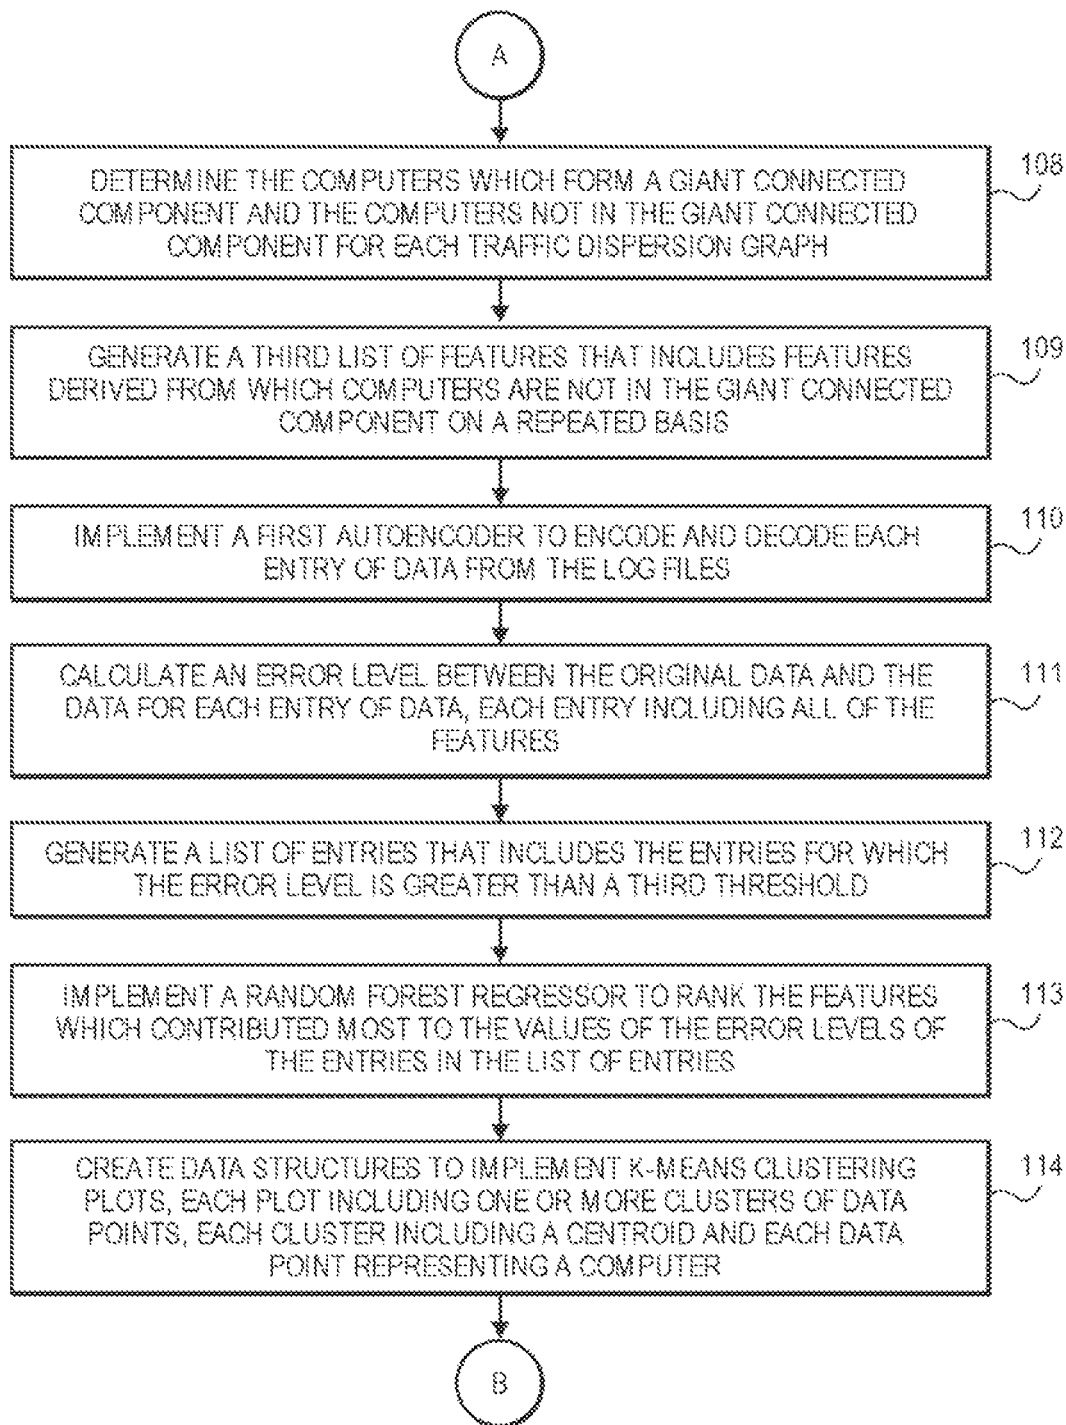 A
DETERMINE THE COMPUTERS WHICH FORM A GIANT CONNECTED
COMPONENT AND THE COMPUTERS NOT IN THE GIANT CONNECTED
COMPONENT FOR EACH TRAFFIC DISPERSION GRAPH
108
GENERATE A THIRD LIST OF FEATURES THAT INCLUDES FEATURES
DERIVED FROM WHICH COMPUTERS ARE NOT IN THE GIANT CONNECTED
COMPONENT ON A REPEATED BASIS
109
IMPLEMENT A FIRST AUTOENCODER TO ENCODE AND DECODE EACH
ENTRY OF DATA FROM THE LOG FILES
110
CALCULATE AN ERROR LEVEL BETWEEN THE ORIGINAL DATA AND THE
DATA FOR EACH ENTRY OF DATA, EACH ENTRY INCLUDING ALL OF THE
FEATURES
111
GENERATE A LIST OF ENTRIES THAT INCLUDES THE ENTRIES FOR WHICH
THE ERROR LEVEL IS GREATER THAN A THIRD THRESHOLD
112
IMPLEMENT A RANDOM FOREST REGRESSOR TO RANK THE FEATURES
WHICH CONTRIBUTED MOST TO THE VALUES OF THE ERROR LEVELS OF
THE ENTRIES IN THE LIST OF ENTRIES
113
CREATE DATA STRUCTURES TO IMPLEMENT K-MEANS CLUSTERING
PLOTS, EACH PLOT INCLUDING ONE OR MORE CLUSTERS OF DATA
POINTS, EACH CLUSTER INCLUDING A CENTROID AND EACH DATA
POINT REPRESENTING A COMPUTER
114
B